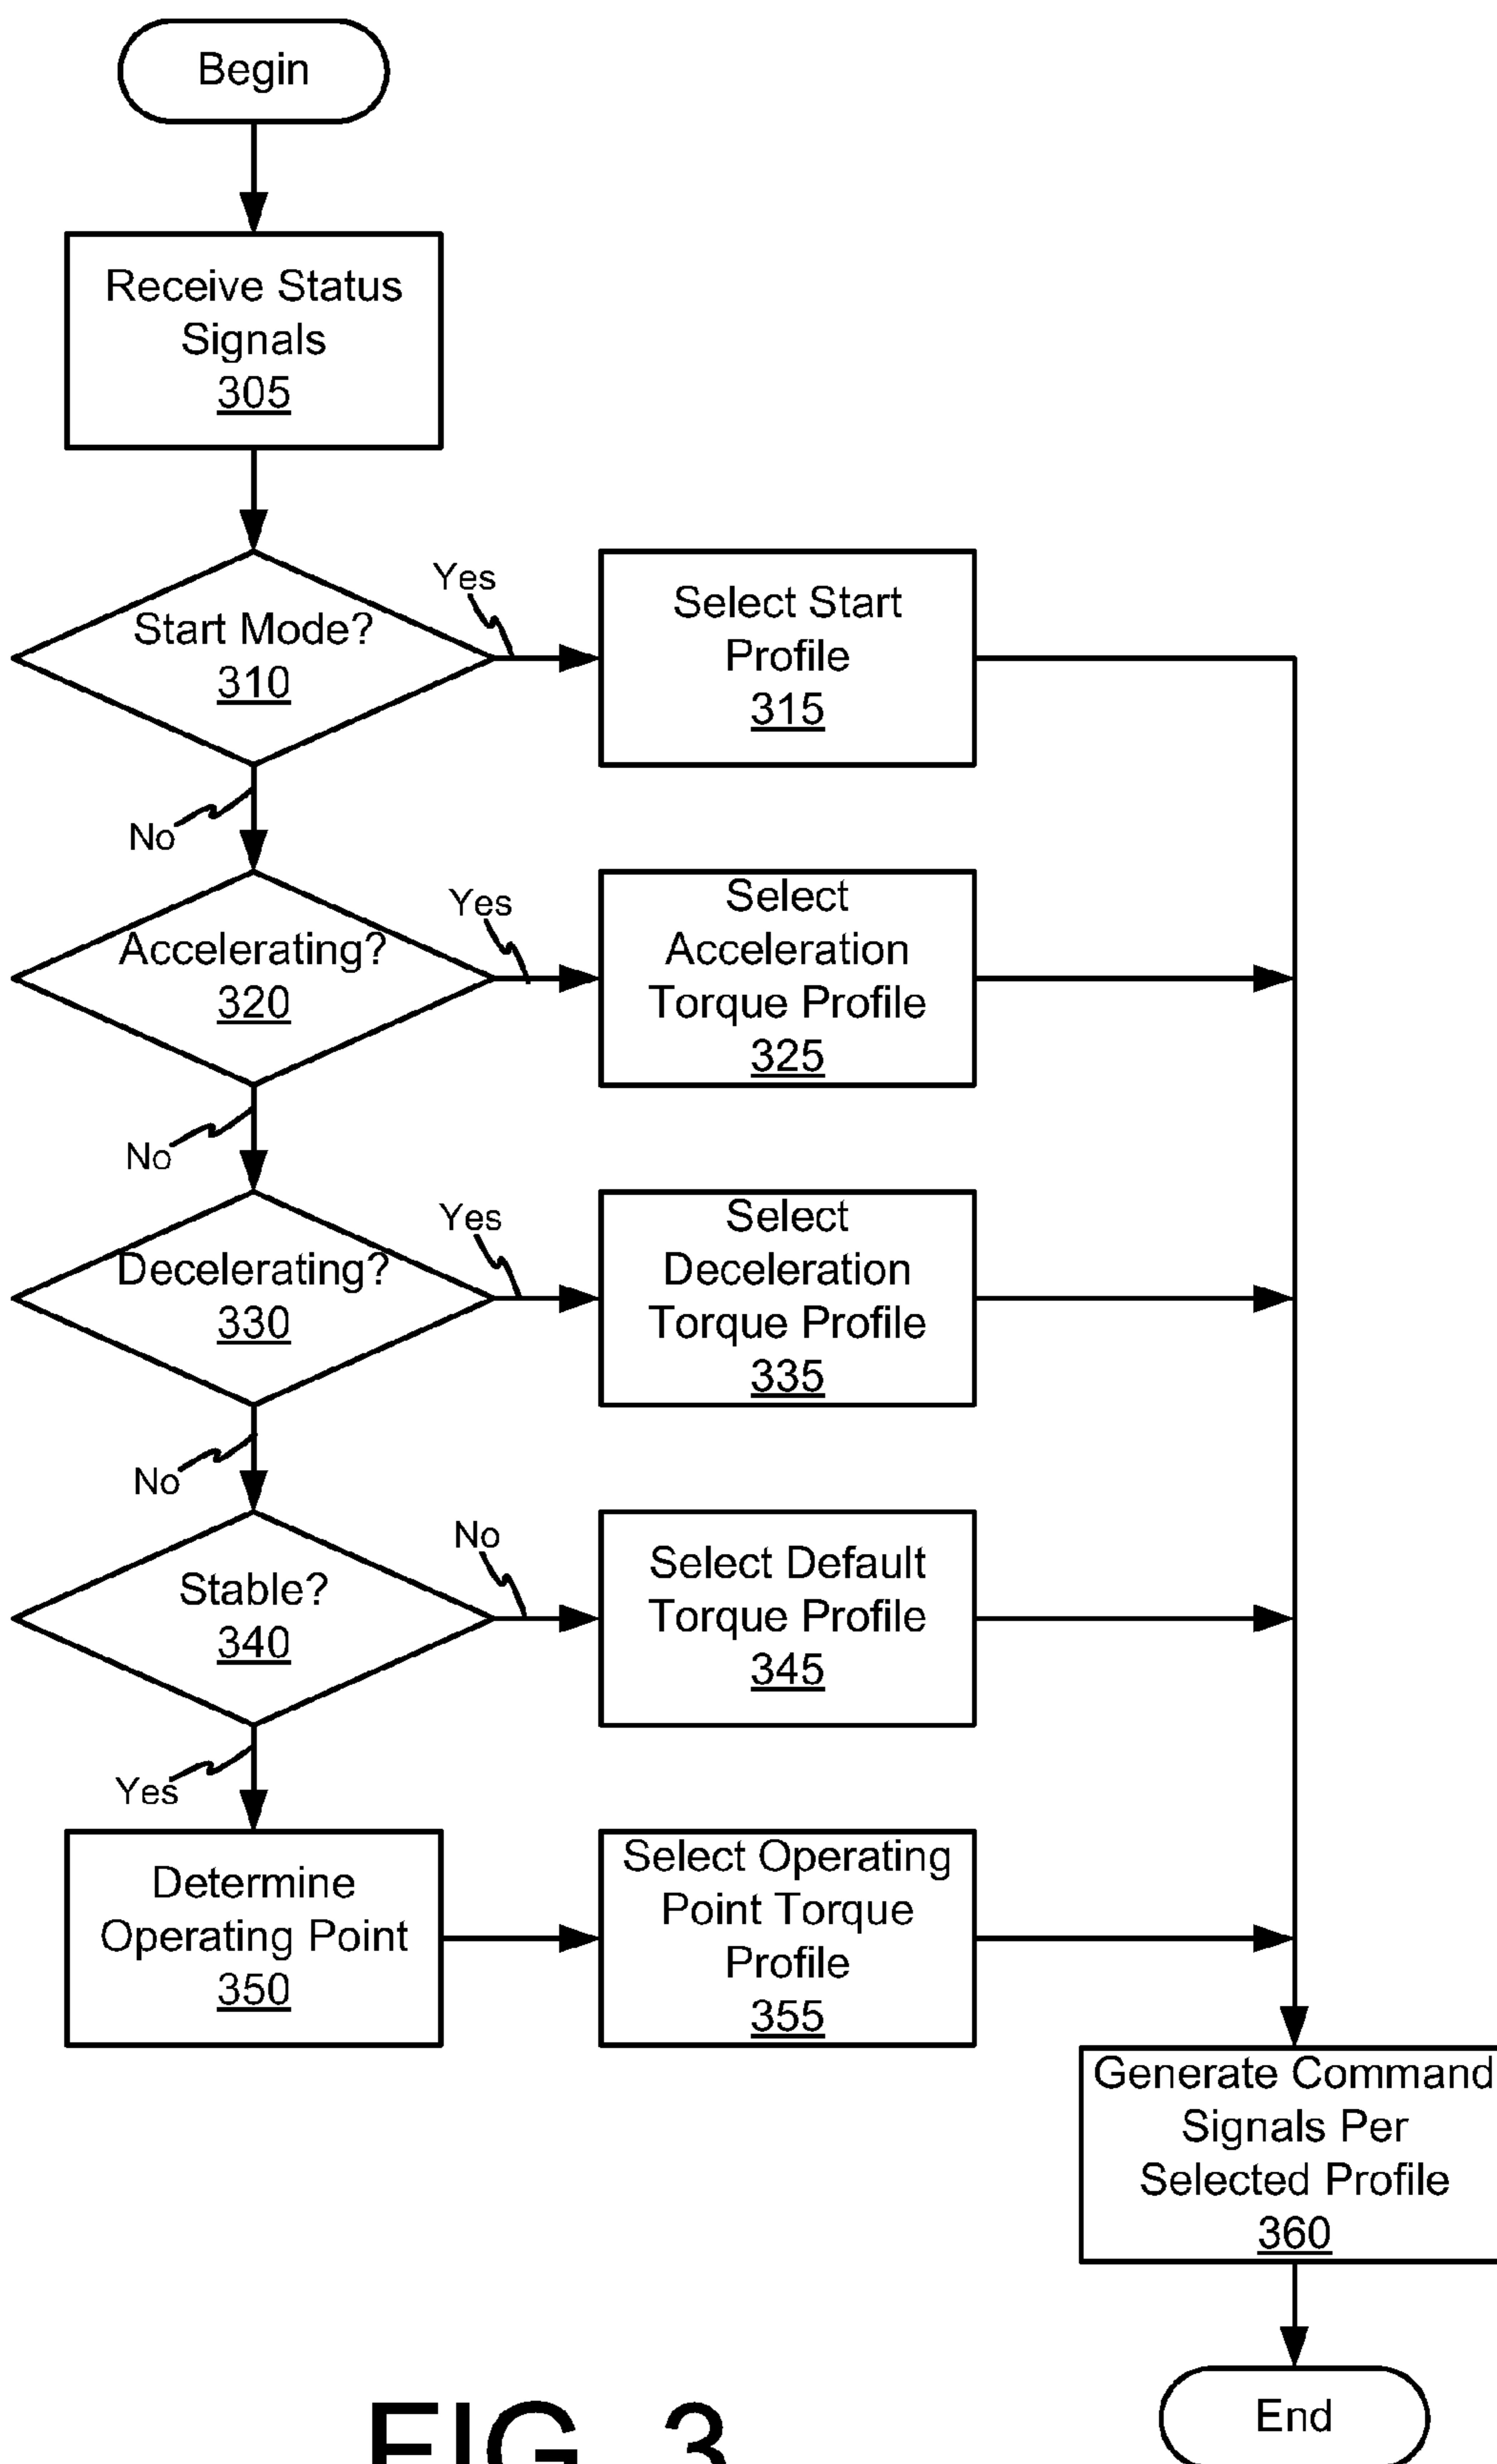 Begin
Receive Status
Signals
305
Start Mode?
310
Yes
Select Start
Profile
315
No
Accelerating?
320
Yes
Select
Acceleration
Torque Profile
325
No
Decelerating?
330
Yes
Select
Deceleration
Torque Profile
335
No
Stable?
340
No
Select Default
Torque Profile
345
Yes
Determine
Operating Point
350
Select Operating
Point Torque
Profile
355
Generate Command
Signals Per
Selected Profile
360
End
FIG. 3